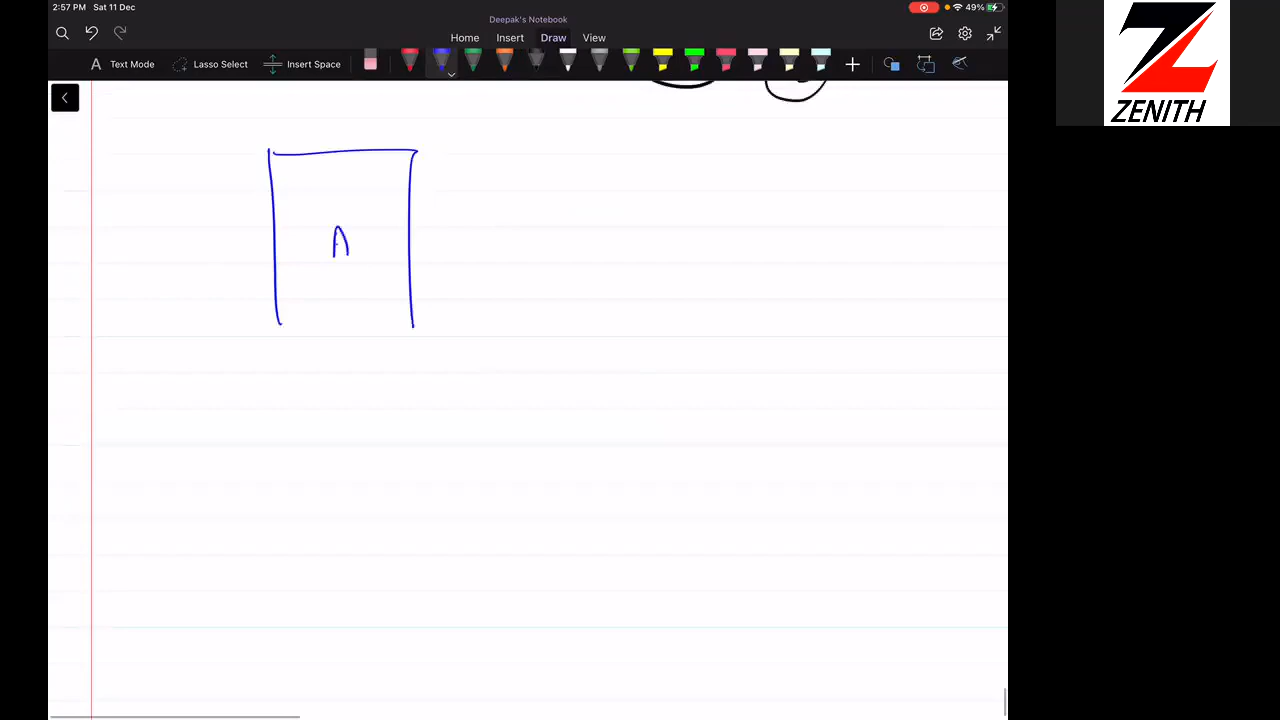 2:57 PM Sat 11 Dec 49%
Deepak's Notebook
Home Insert Draw View
A Text Mode Lasso Select Insert Space
A
ZENITH